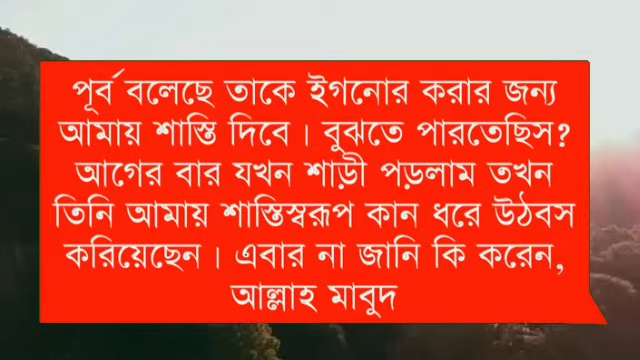 পূর্ব বলেছে তাকে ইগনোর করার জন্য
আমায় শাস্তি দিবে। বুঝতে পারতেছিস?
আগের বার যখন শাড়ী পড়লাম তখন
তিনি আমায় শাস্তিস্বরূপ কান ধরে উঠবস
করিয়েছেন। এবার না জানি কি করেন,
আল্লাহ মাবুদ